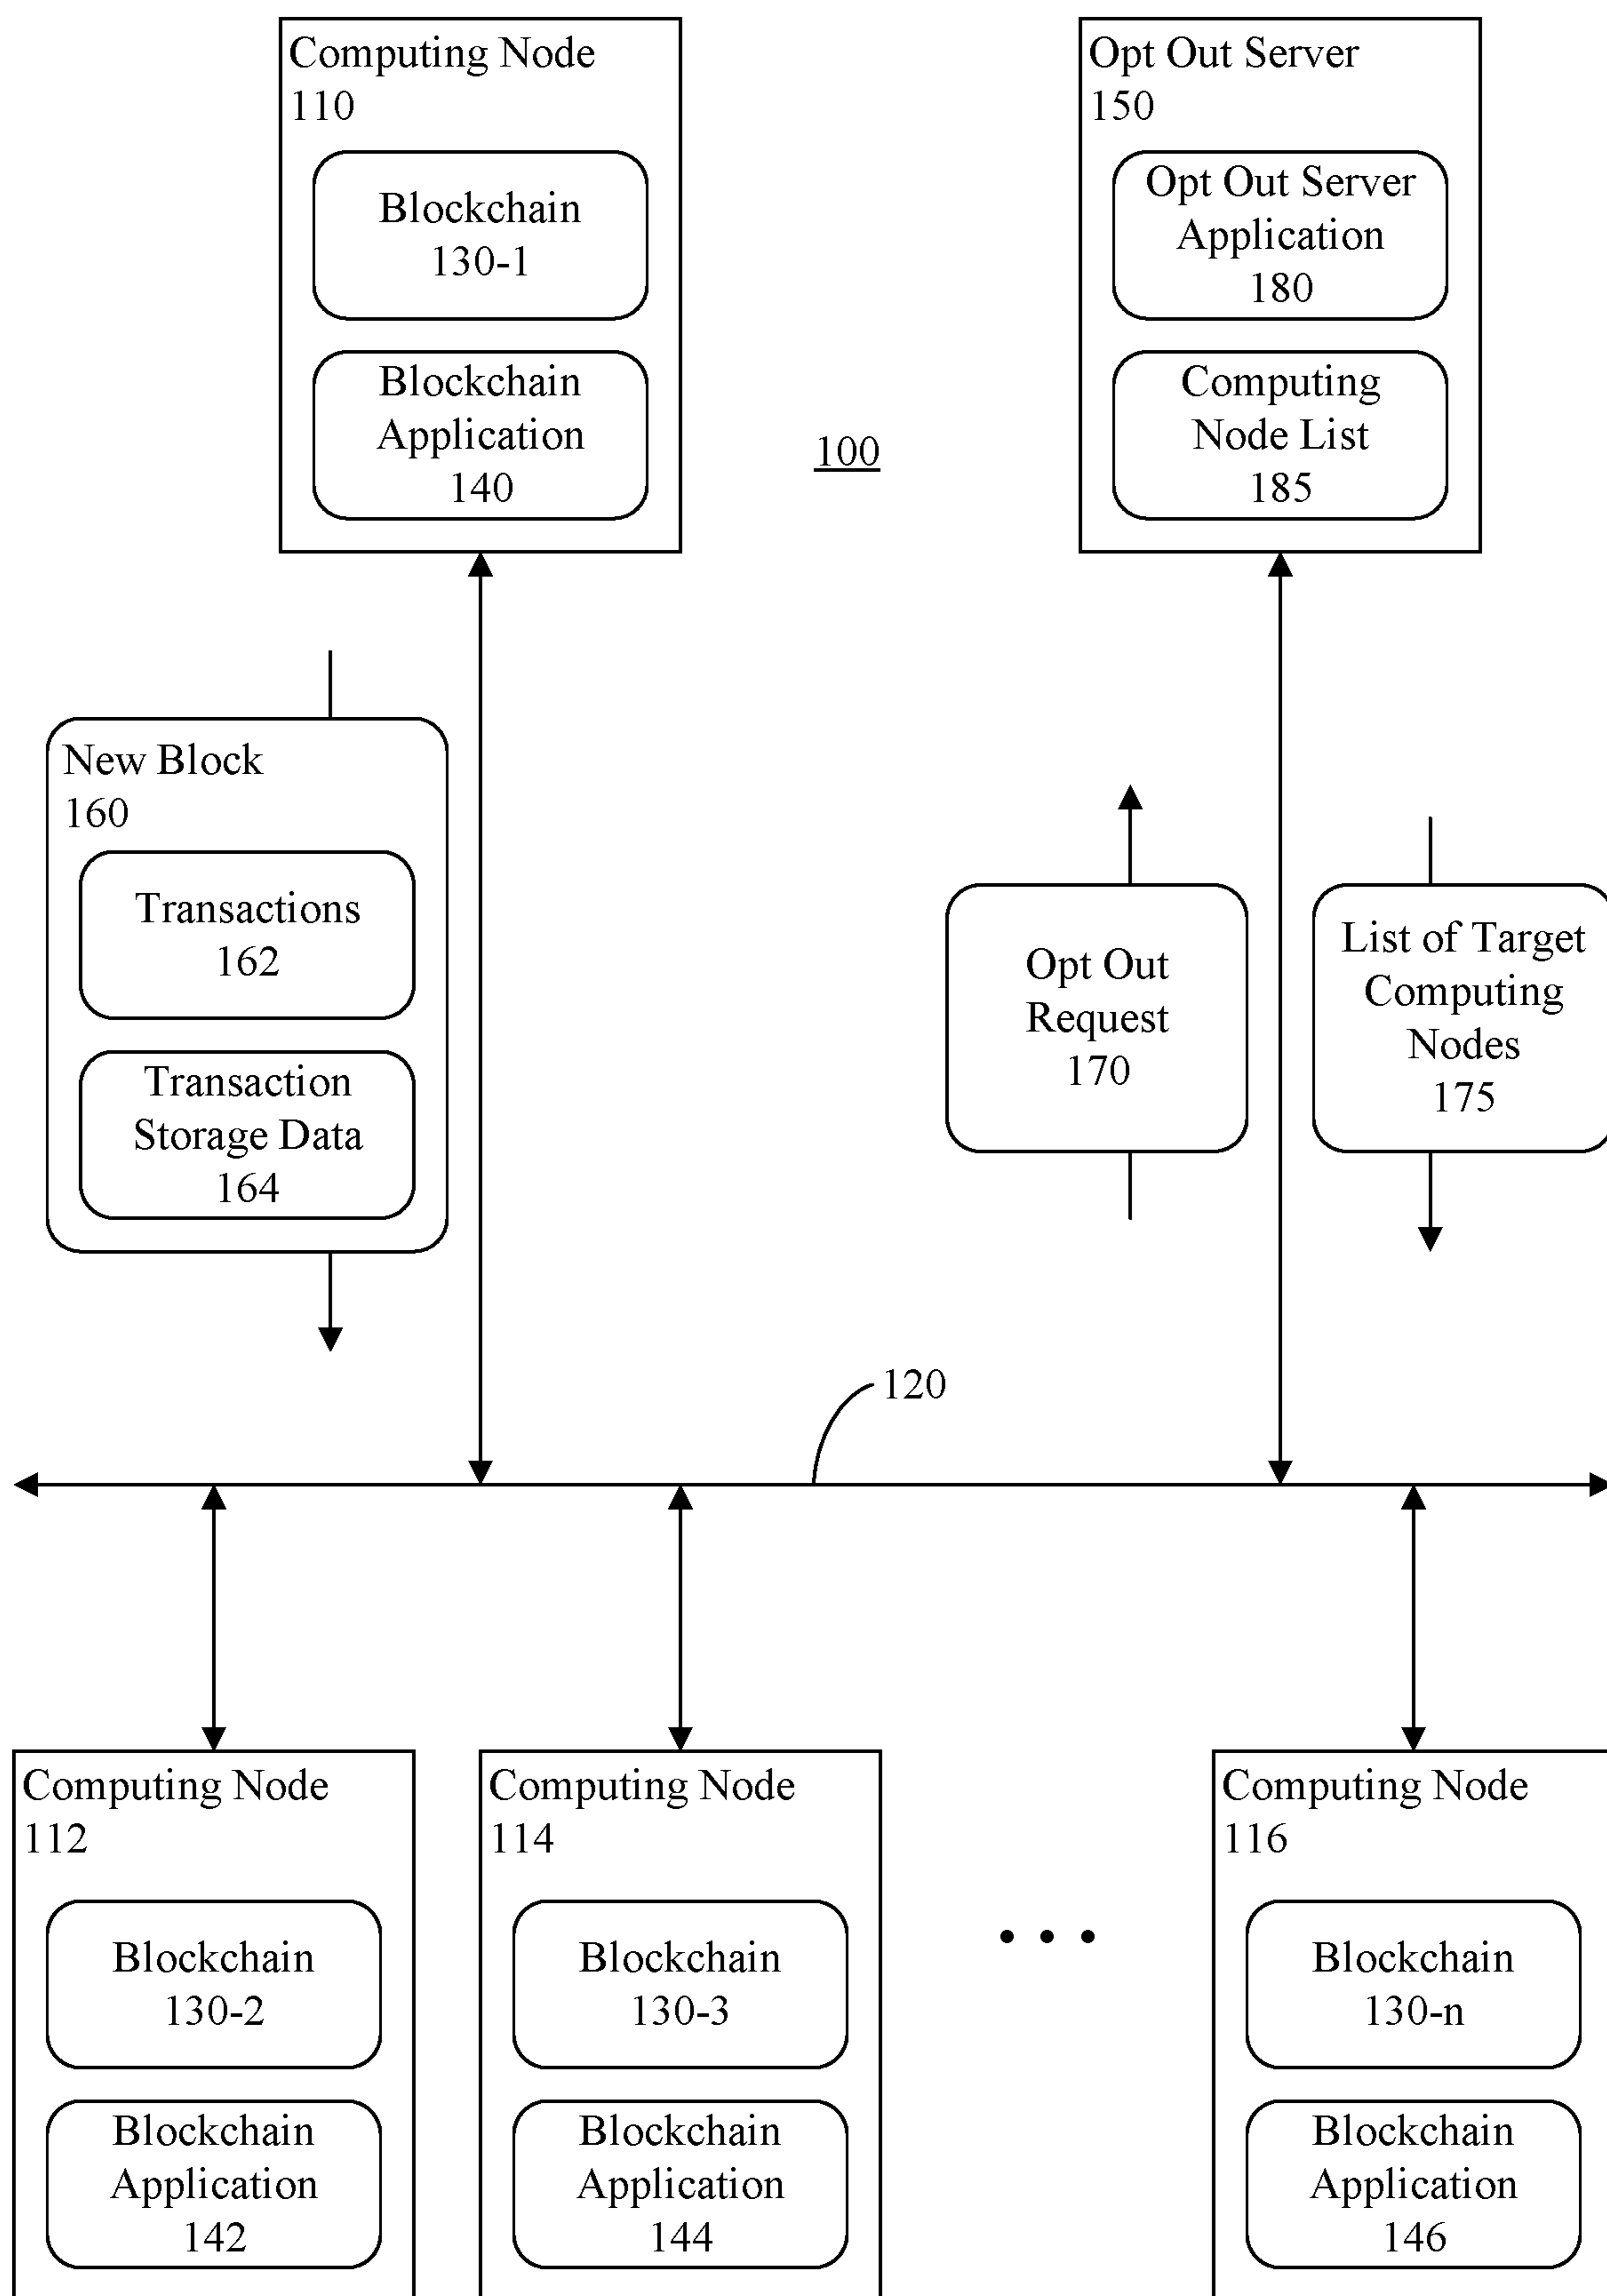 Computing Node
110
Blockchain
130-1
Blockchain
Application
140
100
Opt Out Server
150
Opt Out Server
Application
180
Computing
Node List
185
New Block
160
Transactions
162
Transaction
Storage Data
164
Opt Out
Request
170
List of Target
Computing
Nodes
175
120
Computing Node
112
Blockchain
130-2
Blockchain
Application
142
Computing Node
114
Blockchain
130-3
Blockchain
Application
144
Computing Node
116
Blockchain
130-n
Blockchain
Application
146